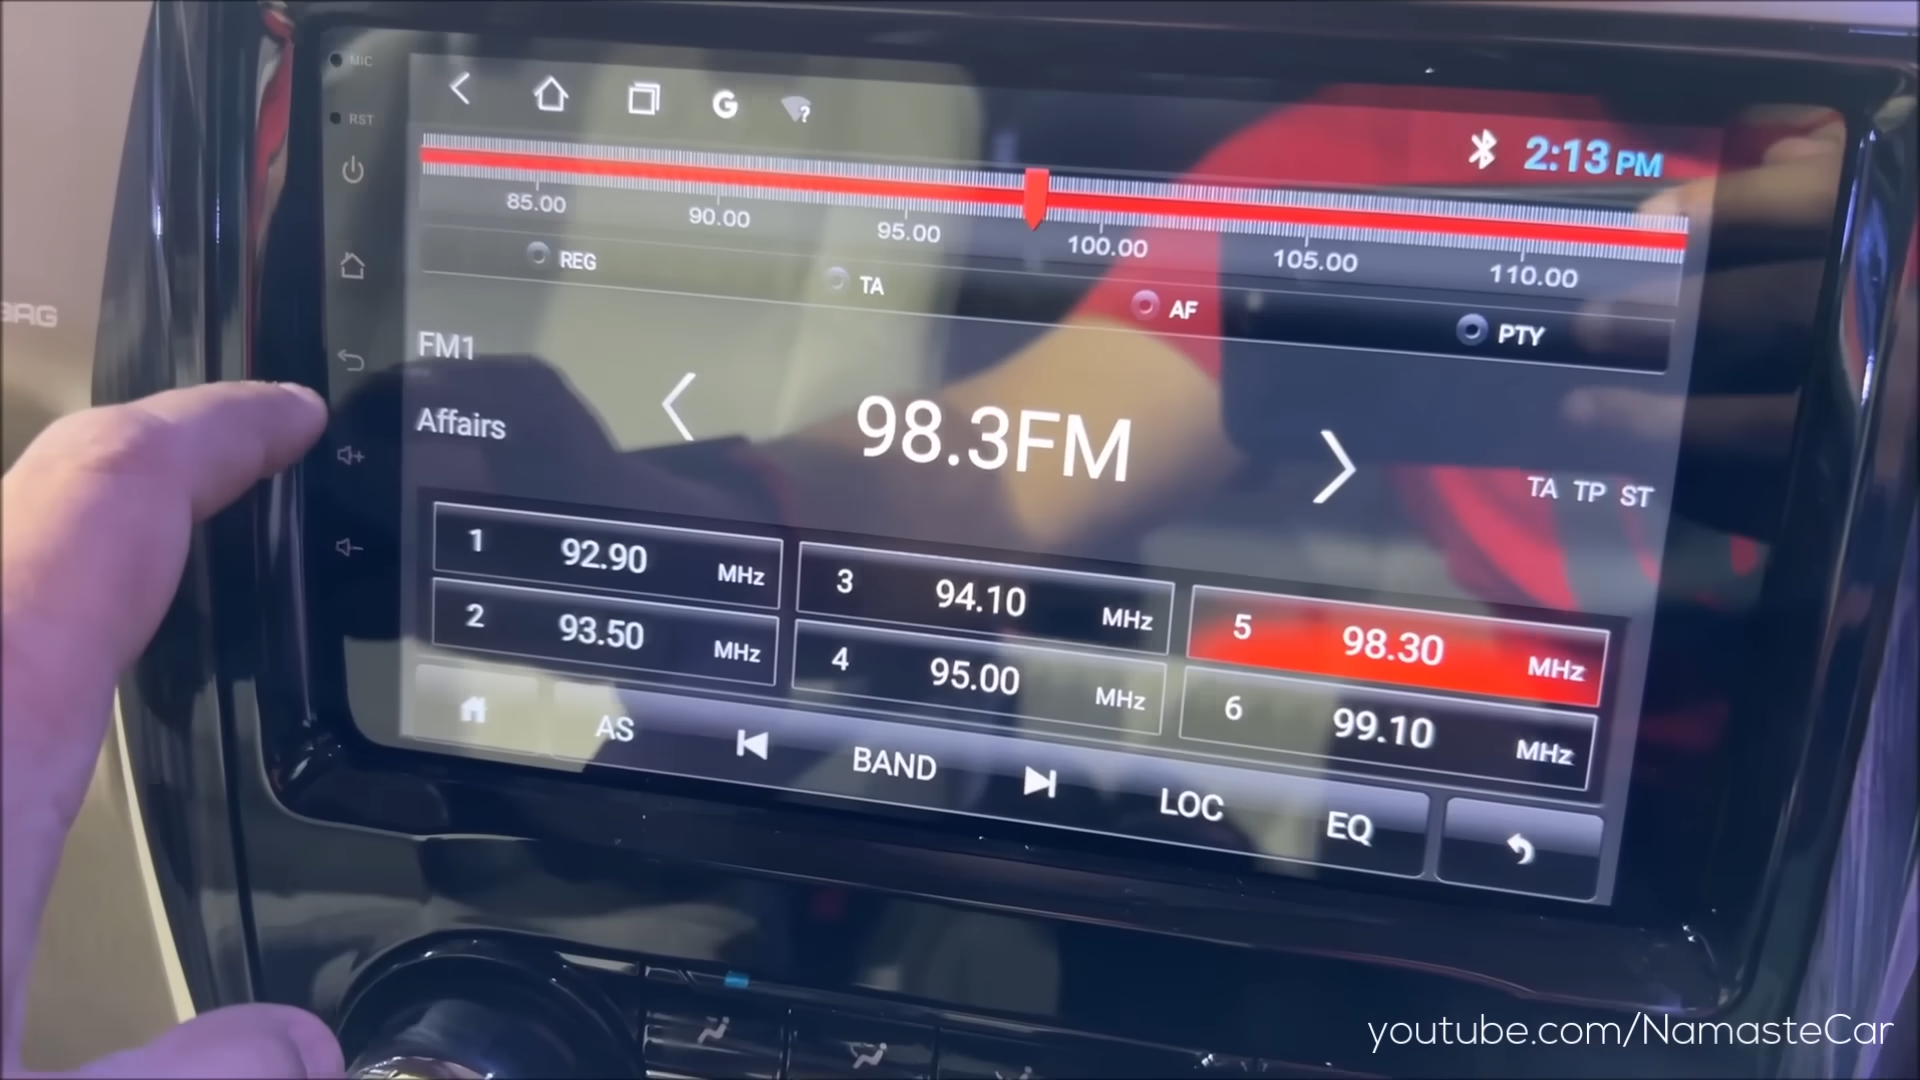 MIC
RST
G
2:13 PM
85.00 90.00 95.00 100.00 105.00 110.00
REG TA AF PTY
FM1
Affairs
98.3FM
TA TP ST
1 92.90 MHz
2 93.50 MHz
3 94.10 MHz
4 95.00 MHz
5 98.30 MHz
6 99.10 MHz
AS BAND LOC EQ
youtube.com/NamasteCar